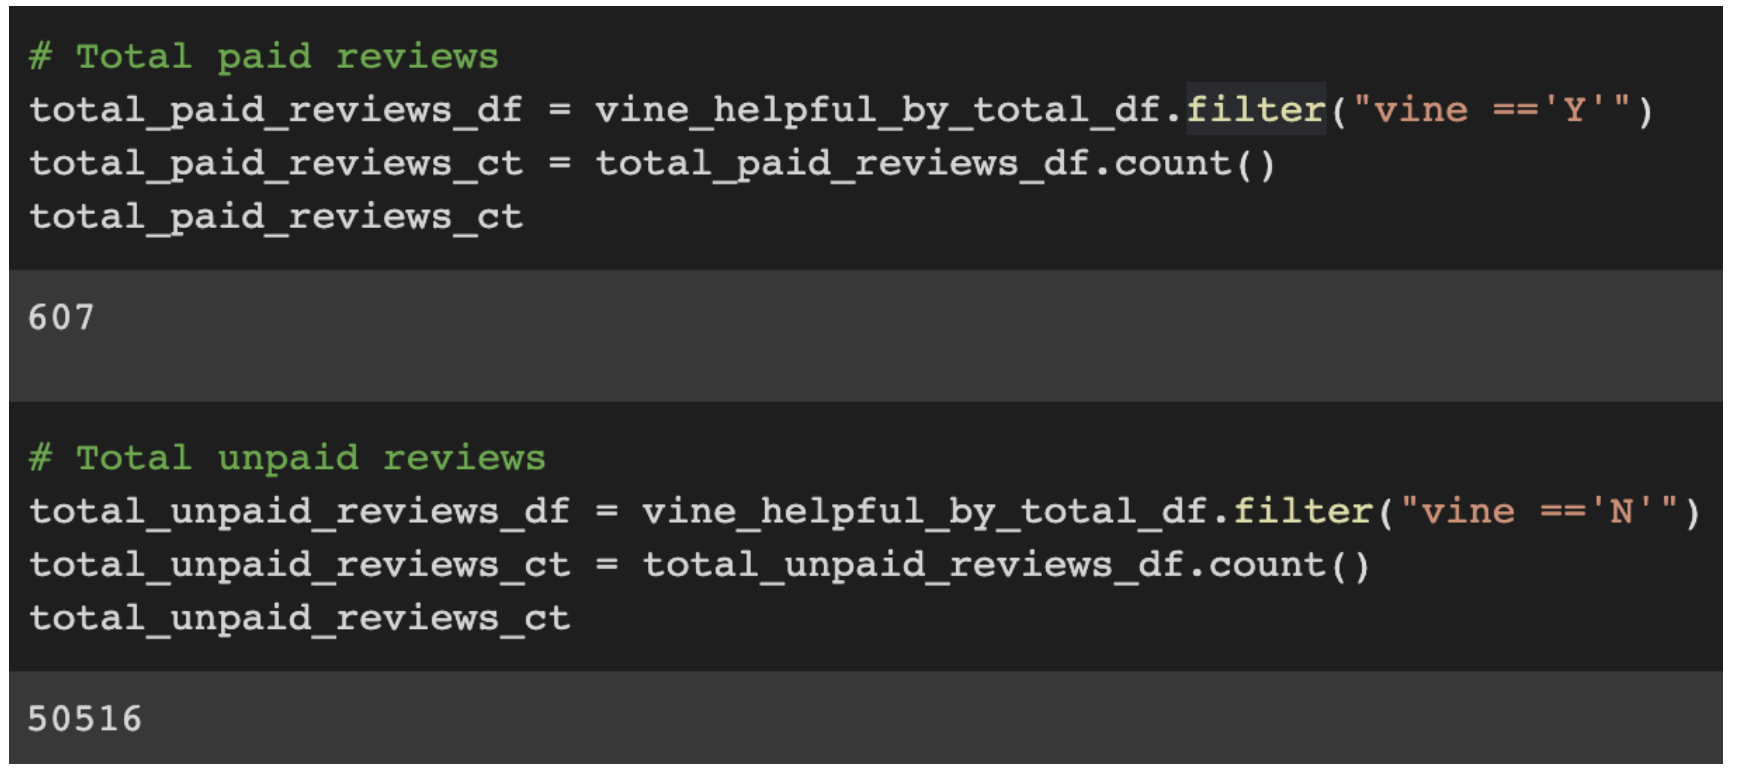 # Total paid reviews
total_paid_reviews_df = vine_helpful_by_total_df.filter("vine =='Y'")
total_paid_reviews_ct = total_paid_reviews_df.count()
total_paid_reviews_ct
607
# Total unpaid reviews
total_unpaid_reviews_df = vine_helpful_by_total_df.filter("vine =='N'")
total_unpaid_reviews_ct = total_unpaid_reviews_df.count()
total_unpaid_reviews_ct
50516